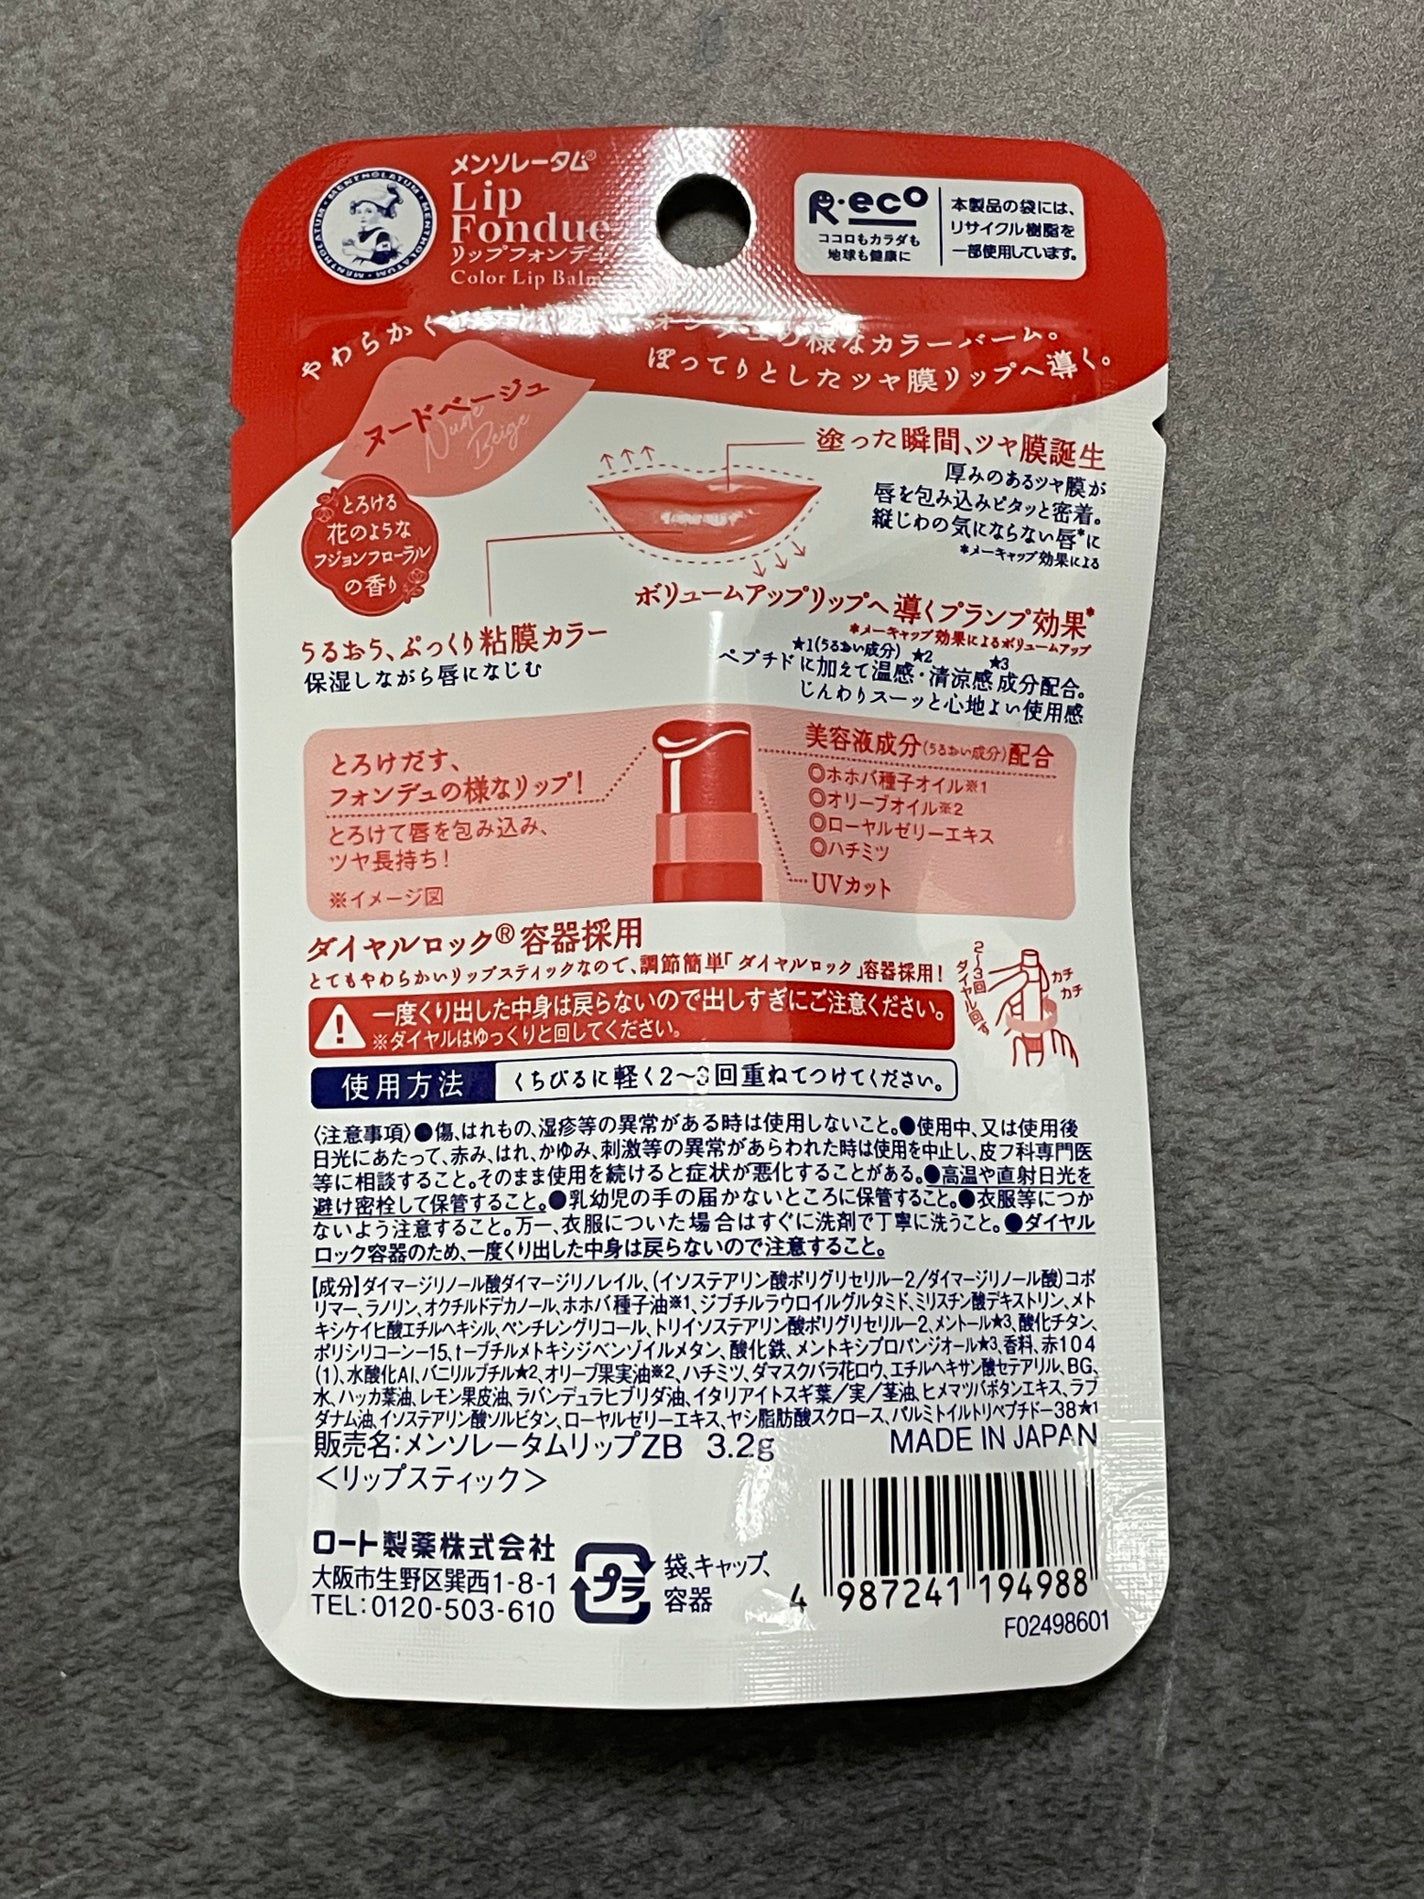 MENTHOLATUM・MENTHOLATUM・MENTHOLATUM
メンソレータム®
Lip
Fondue
リップフォンデュ
Color Lip Balm
R・eco
ココロもカラダも
地球も健康に
本製品の袋には、
リサイクル樹脂を
一部使用しています。
やわらかく
フォンデュの様なカラーバーム。
ぽってりとしたツヤ膜リップへ導く。
ヌードベージュ
Nude
Beige
とろける
花のような
フジョンフローラル
の香り
塗った瞬間、ツヤ膜誕生
厚みのあるツヤ膜が
唇を包み込みピタッと密着。
縦じわの気にならない唇*に
*メーキャップ効果による
ボリュームアップリップへ導くプランプ効果*
*メーキャップ効果によるボリュームアップ
★1(うるおい成分) ★2 ★3
ペプチドに加えて温感・清涼感成分配合。
じんわりスーッと心地よい使用感
うるおう、ぷっくり粘膜カラー
保湿しながら唇になじむ
とろけだす、
フォンデュの様なリップ!
とろけて唇を包み込み、
ツヤ長持ち!
※イメージ図
美容液成分(うるおい成分)配合
◎ホホバ種子オイル※1
◎オリーブオイル※2
◎ローヤルゼリーエキス
◎ハチミツ
UVカット
ダイヤルロック®容器採用
とてもやわらかいリップスティックなので、調節簡単「ダイヤルロック」容器採用!
2〜3回
ダイヤル回す
カチ
カチ
一度くり出した中身は戻らないので出しすぎにご注意ください。
※ダイヤルはゆっくりと回してください。
使用方法 くちびるに軽く2〜3回重ねてつけてください。
〈注意事項〉●傷、はれもの、湿疹等の異常がある時は使用しないこと。●使用中、又は使用後
日光にあたって、赤み、はれ、かゆみ、刺激等の異常があらわれた時は使用を中止し、皮フ科専門医
等に相談すること。そのまま使用を続けると症状が悪化することがある。●高温や直射日光を
避け密栓して保管すること。●乳幼児の手の届かないところに保管すること。●衣服等につか
ないよう注意すること。万一、衣服についた場合はすぐに洗剤で丁寧に洗うこと。●ダイヤル
ロック容器のため、一度くり出した中身は戻らないので注意すること。
【成分】ダイマージリノール酸ダイマージリノレイル、(イソステアリン酸ポリグリセリル-2/ダイマージリノール酸)コポ
リマー、ラノリン、オクチルドデカノール、ホホバ種子油※1、ジブチルラウロイルグルタミド、ミリスチン酸デキストリン、メト
キシケイヒ酸エチルヘキシル、ペンチレングリコール、トリイソステアリン酸ポリグリセリル-2、メントール★3、酸化チタン、
ポリシリコーン-15、t-ブチルメトキシジベンゾイルメタン、酸化鉄、メントキシプロパンジオール★3、香料、赤104
(1)、水酸化Al、バニリルブチル★2、オリーブ果実油※2、ハチミツ、ダマスクバラ花ロウ、エチルヘキサン酸セテアリル、BG、
水、ハッカ葉油、レモン果皮油、ラバンデュラヒブリダ油、イタリアイトスギ葉/実/茎油、ヒメマツバボタンエキス、ラブ
ダナム油、イソステアリン酸ソルビタン、ローヤルゼリーエキス、ヤシ脂肪酸スクロース、パルミトイルトリペプチド-38★1
販売名:メンソレータムリップZB 3.2g
MADE IN JAPAN
<リップスティック>
ロート製薬株式会社
大阪市生野区巽西1-8-1
TEL:0120-503-610
プラ
袋、キャップ、
容器
4 987241 194988
F02498601